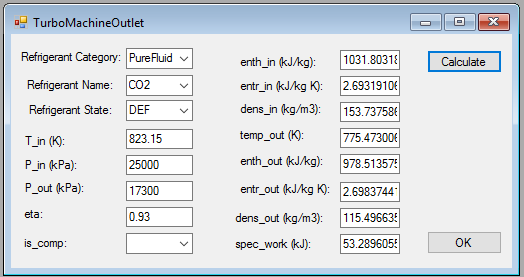 TurboMachineOutlet
Refrigerant Category: PureFluid
Refrigerant Name: CO2
Refrigerant State: DEF
T_in (K): 823.15
P_in (kPa): 25000
P_out (kPa): 17300
eta: 0.93
is_comp:
enth_in (kJ/kg): 1031.80318
entr_in (kJ/kg K): 2.69319106
dens_in (kg/m3): 153.737586
temp_out (K): 775.473006
enth_out (kJ/kg): 978.513575
entr_out (kJ/kg K): 2.69837441
dens_out (kg/m3): 115.496635
spec_work (kJ): 53.2896055
Calculate
OK